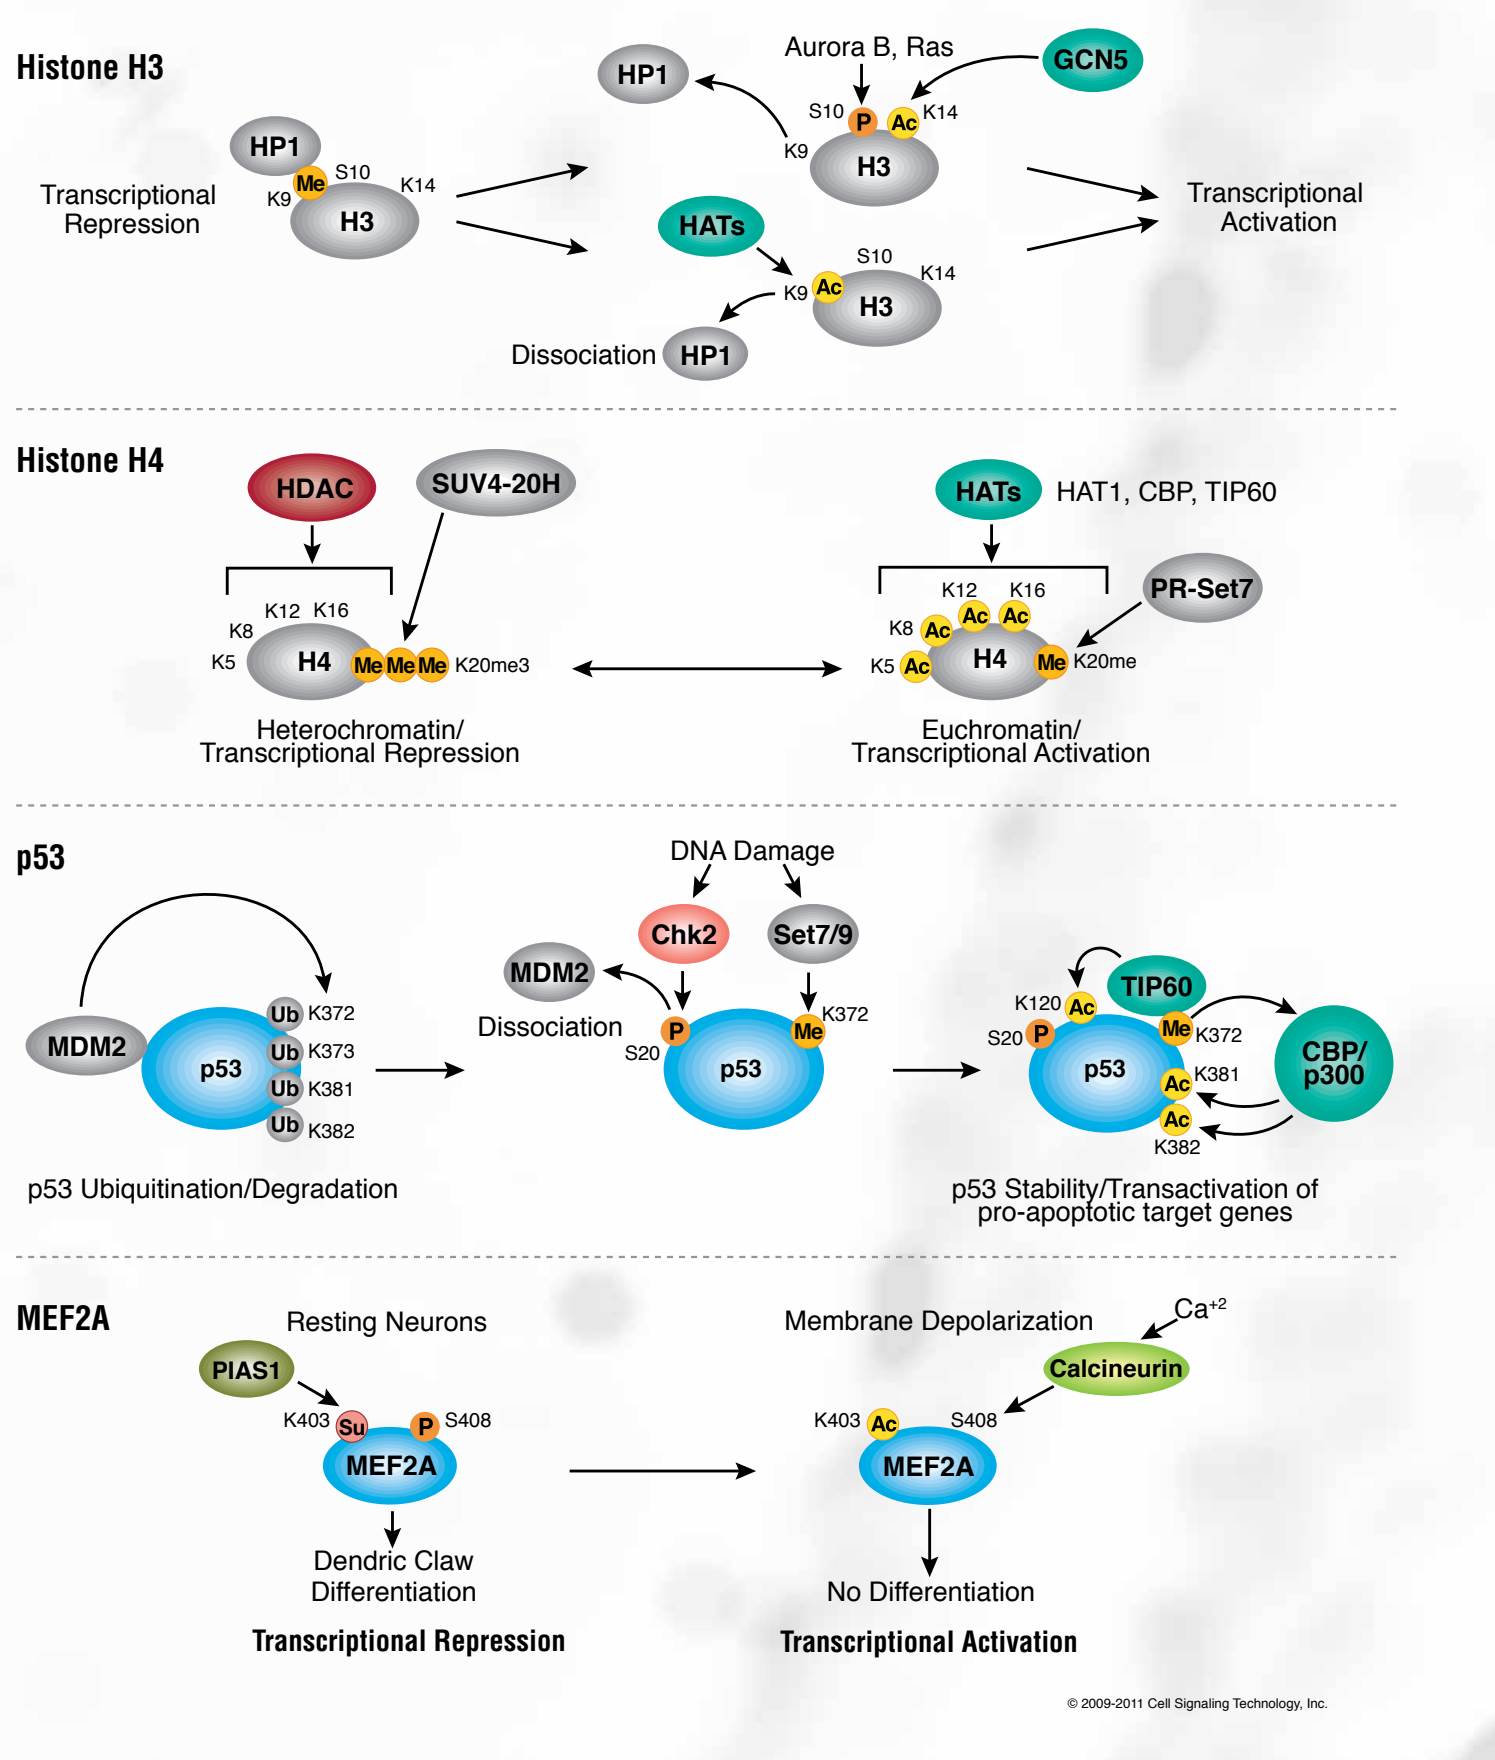 Histone H3
HP1
Aurora B, Ras
GCN5
S10
P
Ac
K14
K9
H3
HP1
Me
S10
K14
K9
H3
Transcriptional
Repression
Transcriptional
Activation
HATs
S10
K14
K9
Ac
H3
Dissociation
HP1
Histone H4
HDAC
SUV4-20H
K12
K16
K8
K5
H4
Me
Me
Me
K20me3
Heterochromatin/
Transcriptional Repression
HATs
HAT1, CBP, TIP60
PR-Set7
K12
K16
Ac
Ac
K8
Ac
K5
Ac
H4
Me
K20me
Euchromatin/
Transcriptional Activation
p53
MDM2
p53
Ub
K372
Ub
K373
Ub
K381
Ub
K382
p53 Ubiquitination/Degradation
DNA Damage
Chk2
Set7/9
MDM2
Dissociation
P
S20
Me
K372
p53
TIP60
K120
Ac
S20
P
Me
K372
p53
Ac
K381
Ac
K382
CBP/
p300
p53 Stability/Transactivation of
pro-apoptotic target genes
MEF2A
Resting Neurons
PIAS1
K403
Su
P
S408
MEF2A
Dendric Claw
Differentiation
Transcriptional Repression
Membrane Depolarization
Ca+2
Calcineurin
K403
Ac
S408
MEF2A
No Differentiation
Transcriptional Activation
© 2009-2011 Cell Signaling Technology, Inc.